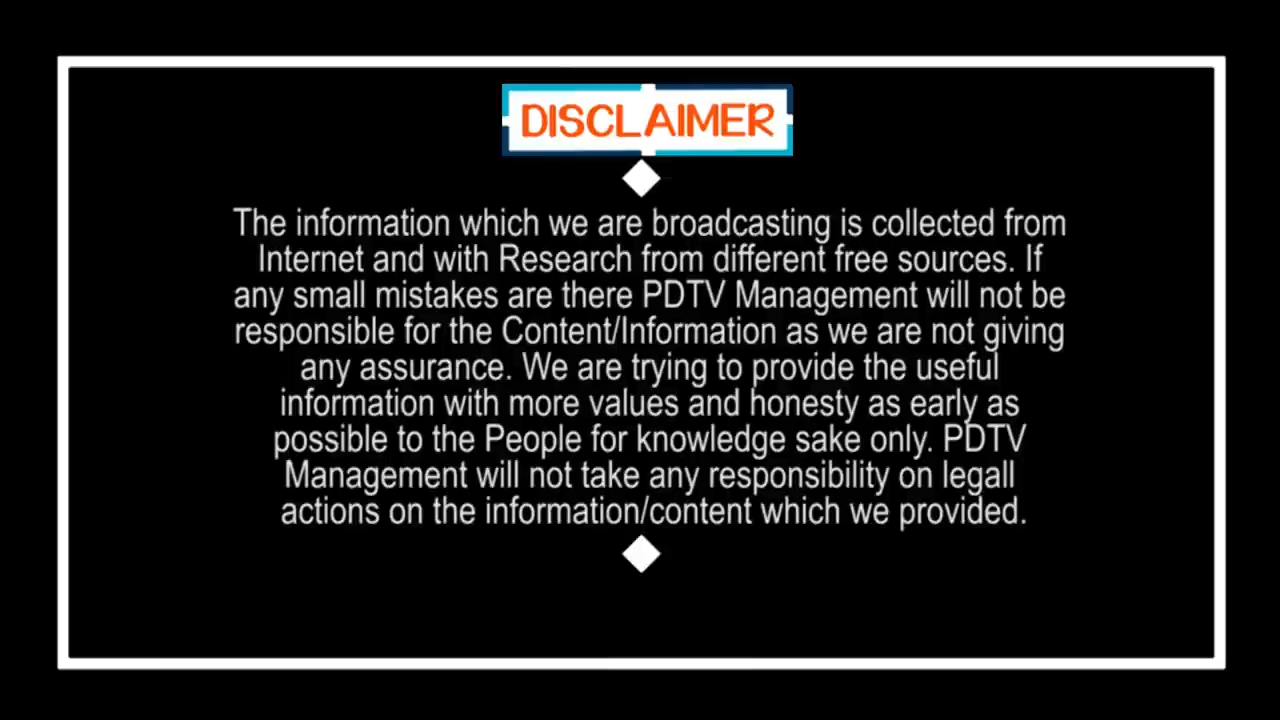 DISCLAIMER
The information which we are broadcasting is collected from
Internet and with Research from different free sources. If
any small mistakes are there PDTV Management will not be
responsible for the Content/Information as we are not giving
any assurance. We are trying to provide the useful
information with more values and honesty as early as
possible to the People for knowledge sake only. PDTV
Management will not take any responsibility on legall
actions on the information/content which we provided.